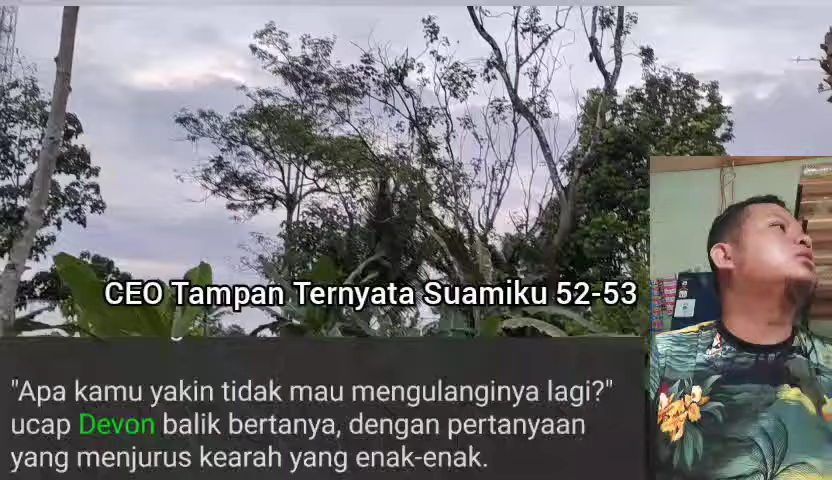 CEO Tampan Ternyata Suamiku 52-53
"Apa kamu yakin tidak mau mengulanginya lagi?"
ucap Devon balik bertanya, dengan pertanyaan
yang menjurus kearah yang enak-enak.